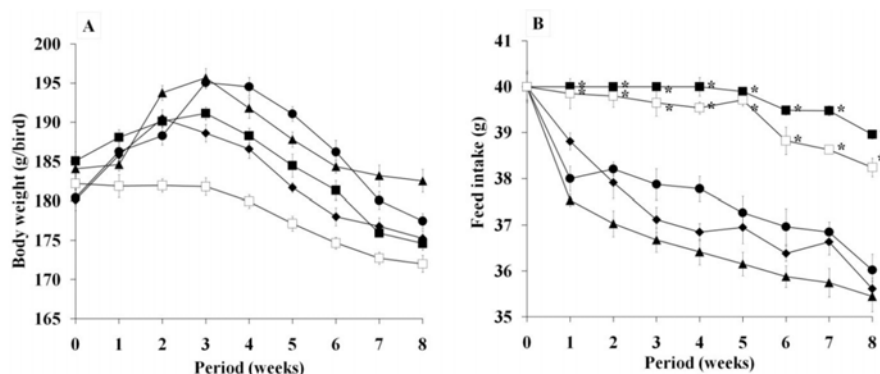 A
200
195
190
185
180
175
170
165
0 1 2 3 4 5 6 7 8
Body weight (g/bird)
Period (weeks)
B
41
40
39
38
37
36
35
0 1 2 3 4 5 6 7 8
Feed intake (g)
Period (weeks)
* * * * * * *
* * * * * * *